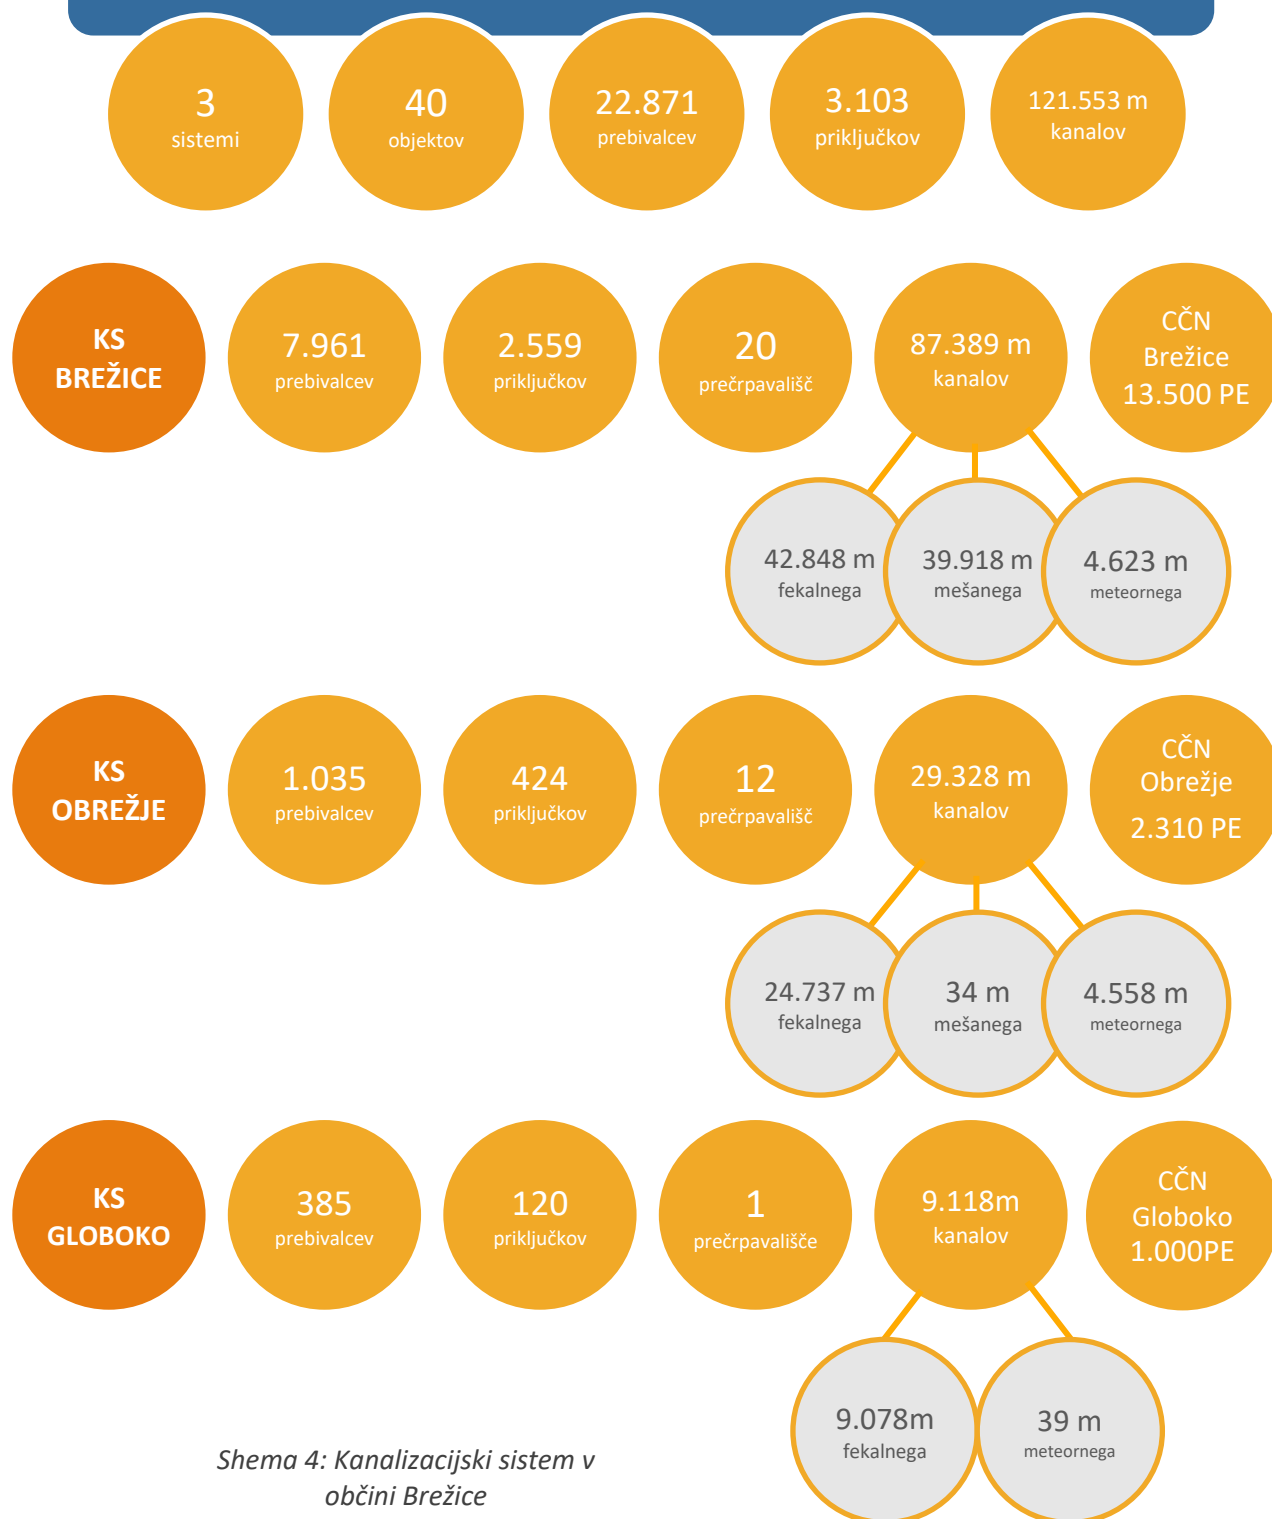 3
sistemi
40
objektov
22.871
prebivalcev
3.103
priključkov
121.553 m
kanalov
KS
BREŽICE
7.961
prebivalcev
2.559
priključkov
20
prečrpavališč
87.389 m
kanalov
CČN
Brežice
13.500 PE
42.848 m
fekalnega
39.918 m
mešanega
4.623 m
meteornega
KS
OBREŽJE
1.035
prebivalcev
424
priključkov
12
prečrpavališč
29.328 m
kanalov
CČN
Obrežje
2.310 PE
24.737 m
fekalnega
34 m
mešanega
4.558 m
meteornega
KS
GLOBOKO
385
prebivalcev
120
priključkov
1
prečrpavališče
9.118m
kanalov
CČN
Globoko
1.000PE
9.078m
fekalnega
39 m
meteornega
Shema 4: Kanalizacijski sistem v
občini Brežice